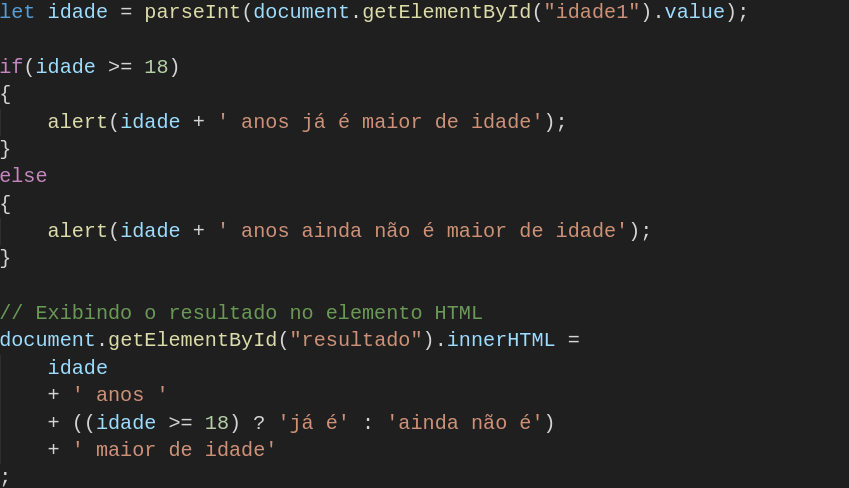 let idade = parseInt(document.getElementById("idade1").value);
if(idade >= 18)
{
    alert(idade + ' anos já é maior de idade');
}
else
{
    alert(idade + ' anos ainda não é maior de idade');
}
// Exibindo o resultado no elemento HTML
document.getElementById("resultado").innerHTML =
    idade
    + ' anos '
    + ((idade >= 18) ? 'já é' : 'ainda não é')
    + ' maior de idade'
;